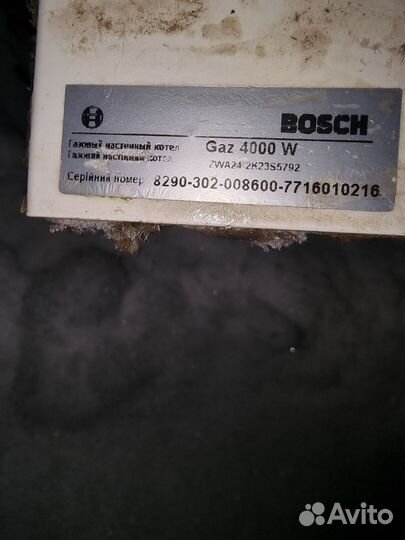 BOSCH
Газовый настенный котел Gaz 4000 W
Газовий настінний котел ZWA24-2K23S5792
Серійний номер 8290-302-008600-7716010216
Avito